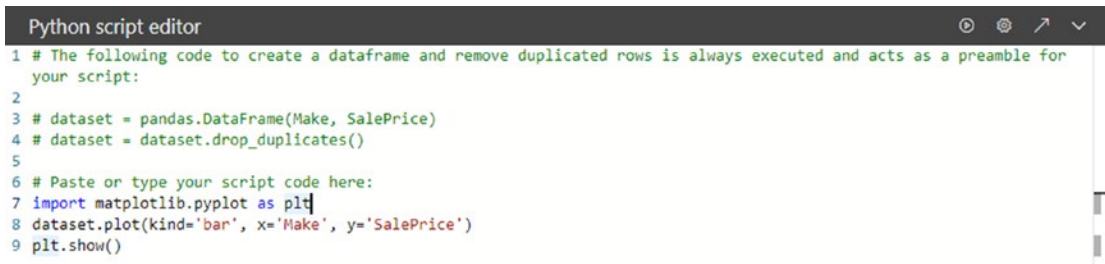 Python script editor
1 # The following code to create a dataframe and remove duplicated rows is always executed and acts as a preamble for
your script:
2
3 # dataset = pandas.DataFrame(Make, SalePrice)
4 # dataset = dataset.drop_duplicates()
5
6 # Paste or type your script code here:
7 import matplotlib.pyplot as plt
8 dataset.plot(kind='bar', x='Make', y='SalePrice')
9 plt.show()